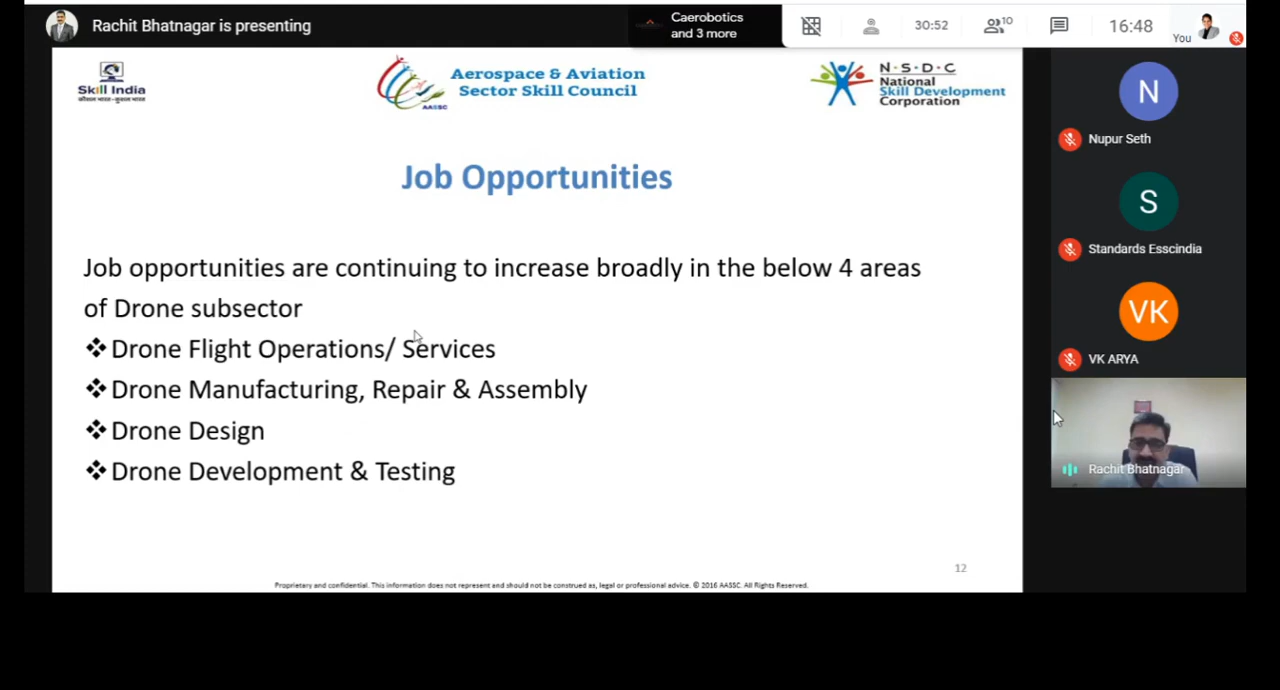 Rachit Bhatnagar is presenting
Caerobotics
and 3 more
30:52
10
16:48
You
Skill India
कौशल भारत - कुशल भारत
AASSC
Aerospace & Aviation
Sector Skill Council
N·S·D·C
National
Skill Development
Corporation
Job Opportunities
Job opportunities are continuing to increase broadly in the below 4 areas
of Drone subsector
❖ Drone Flight Operations/ Services
❖ Drone Manufacturing, Repair & Assembly
❖ Drone Design
❖ Drone Development & Testing
12
Proprietary and confidential. This information does not represent and should not be construed as, legal or professional advice. © 2016 AASSC. All Rights Reserved.
N
Nupur Seth
S
Standards Esscindia
VK
VK ARYA
Rachit Bhatnagar